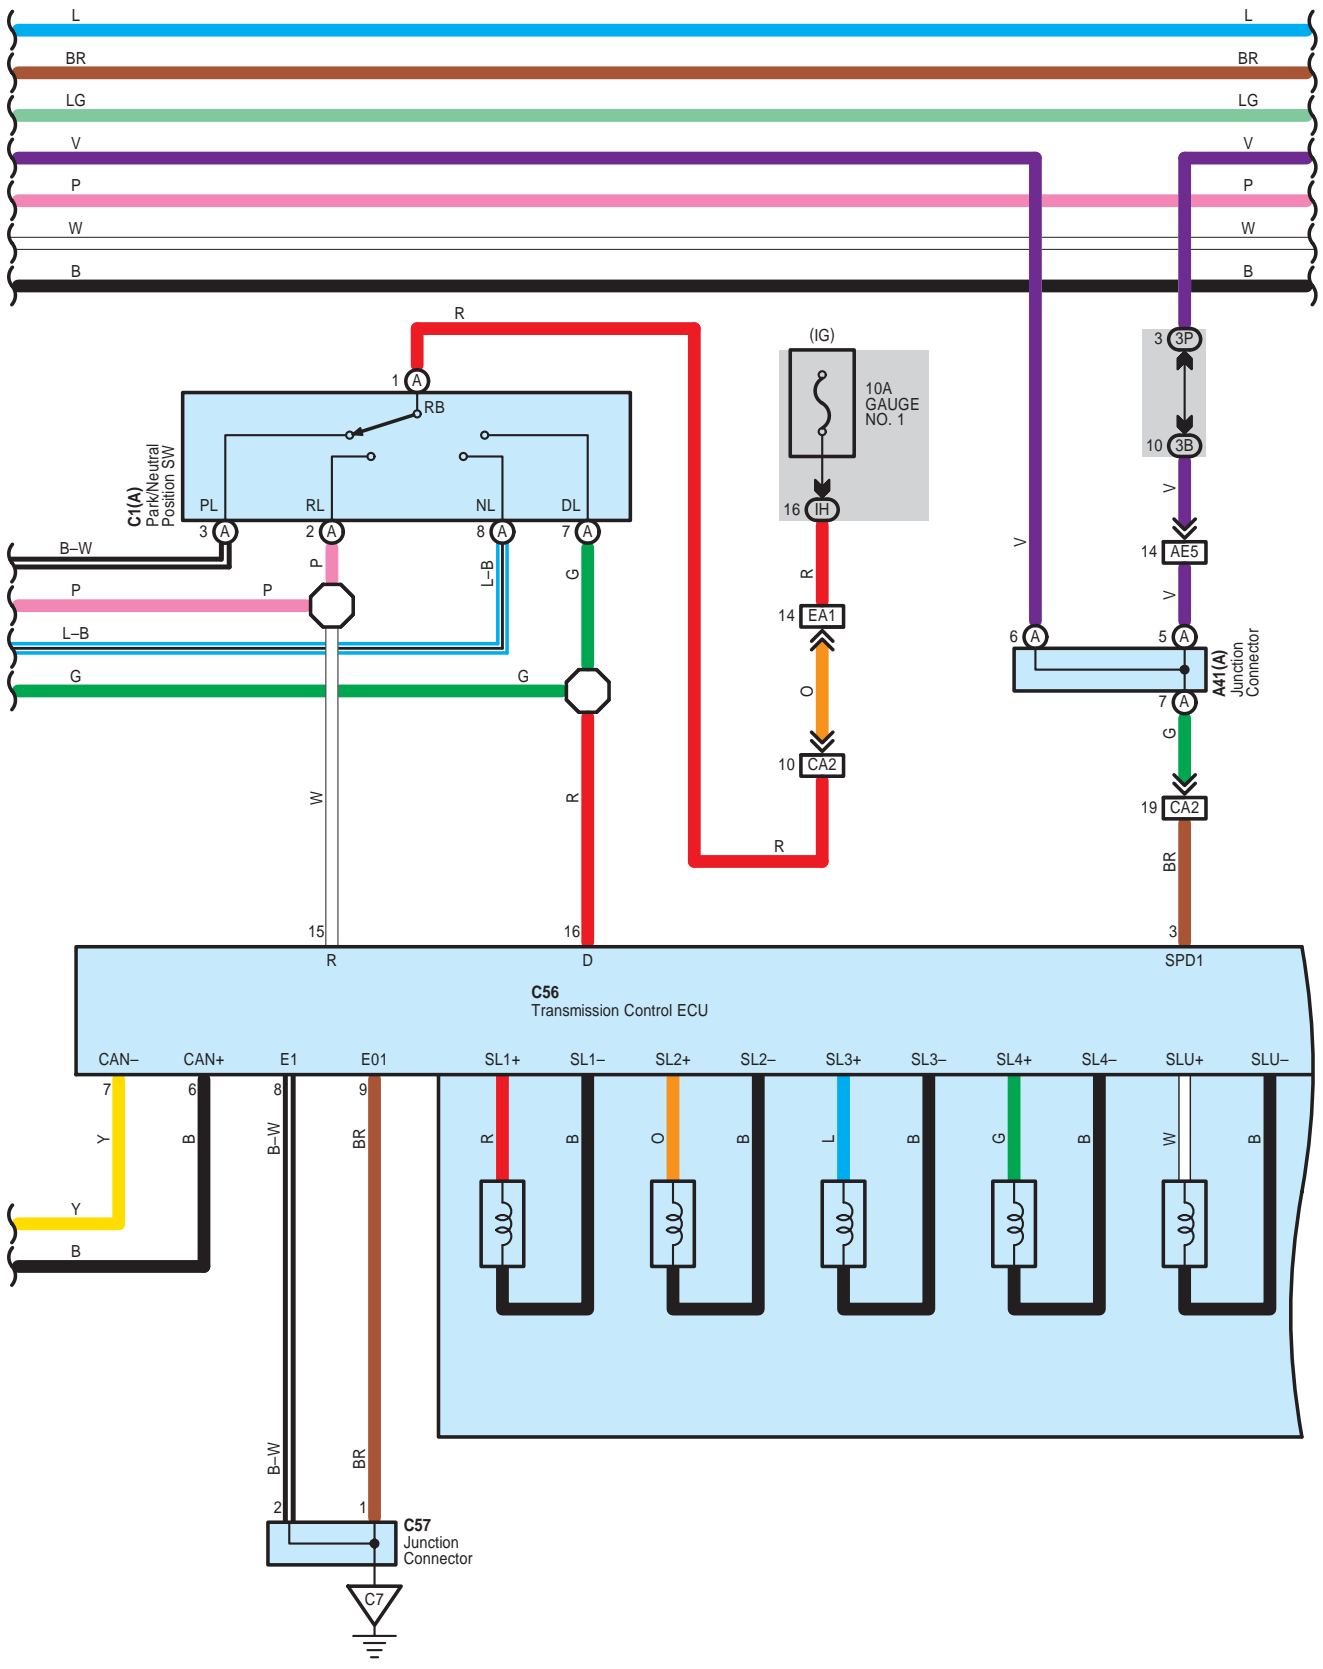 L L
BR BR
LG LG
V V
P P
W W
B B
R
(IG)
10A
GAUGE
NO. 1
3 3P
1 A
RB
C1(A)
Park/Neutral
Position SW
PL RL NL DL
3 A 2 A 8 A 7 A
16 IH
10 3B
V
14 AE5
V
V
B–W
P
L–B
G
R
P P
14 EA1
L–B
6 A 5 A
A41(A)
Junction
Connector
G G
O
7 A
G
10 CA2
19 CA2
W
R
R
BR
15 16 3
R D SPD1
C56
Transmission Control ECU
CAN– CAN+ E1 E01 SL1+ SL1– SL2+ SL2– SL3+ SL3– SL4+ SL4– SLU+ SLU–
7 6 8 9
Y B B–W BR R B O B L B G B W B
Y
B
B–W BR
2 1
C57
Junction
Connector
C7